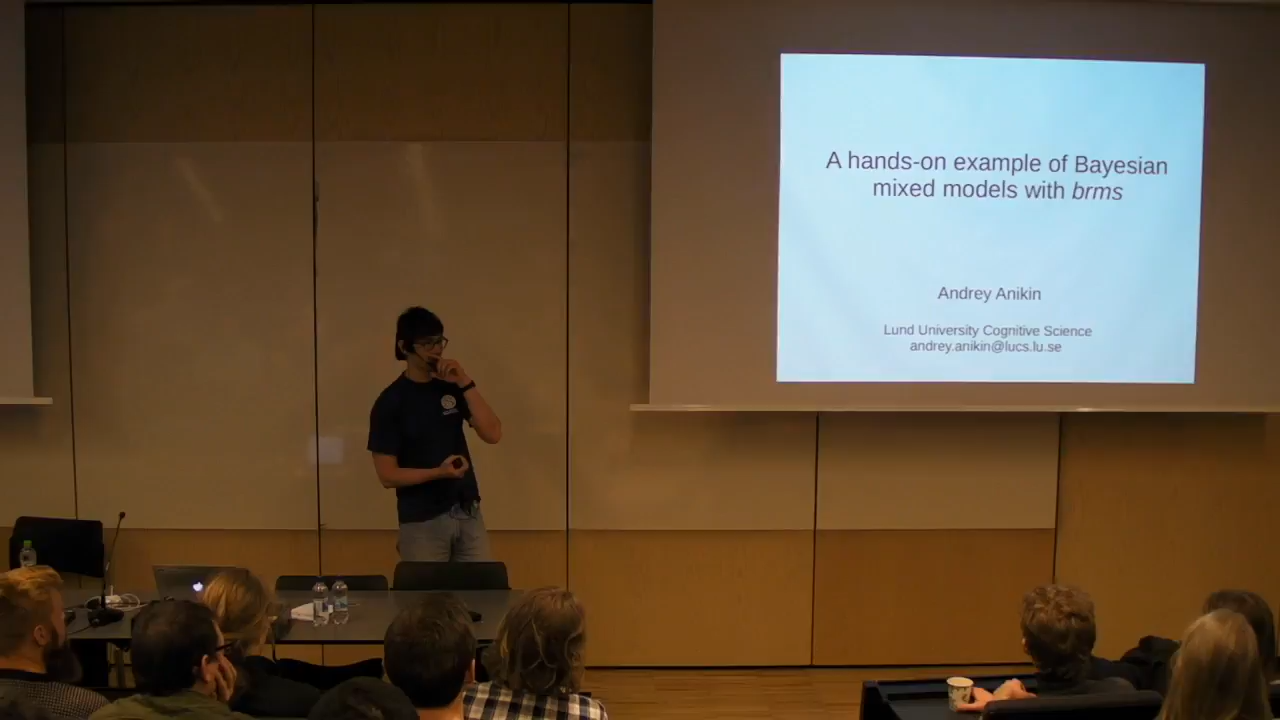 A hands-on example of Bayesian
mixed models with brms
Andrey Anikin
Lund University Cognitive Science
andrey.anikin@lucs.lu.se